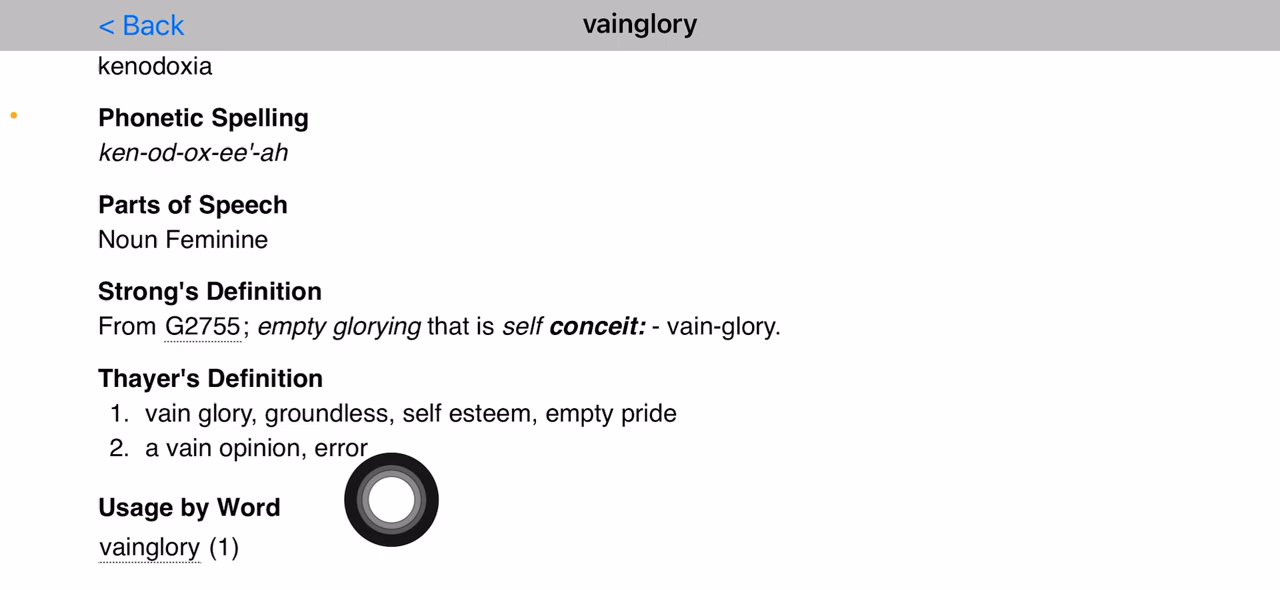 < Back
vainglory
kenodoxia
Phonetic Spelling
ken-od-ox-ee'-ah
Parts of Speech
Noun Feminine
Strong's Definition
From G2755; empty glorying that is self conceit: - vain-glory.
Thayer's Definition
1. vain glory, groundless, self esteem, empty pride
2. a vain opinion, error
Usage by Word
vainglory (1)